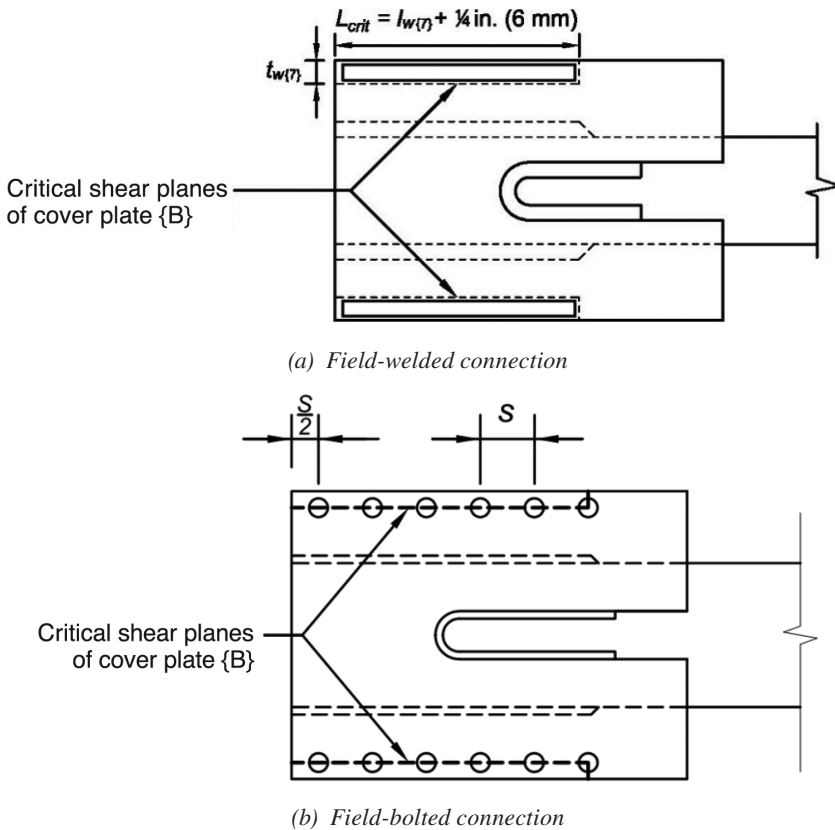 L_crit = l_w{7} + ¼ in. (6 mm)
t_w{7}
Critical shear planes
of cover plate {B}
(a) Field-welded connection
S/2
S
Critical shear planes
of cover plate {B}
(b) Field-bolted connection